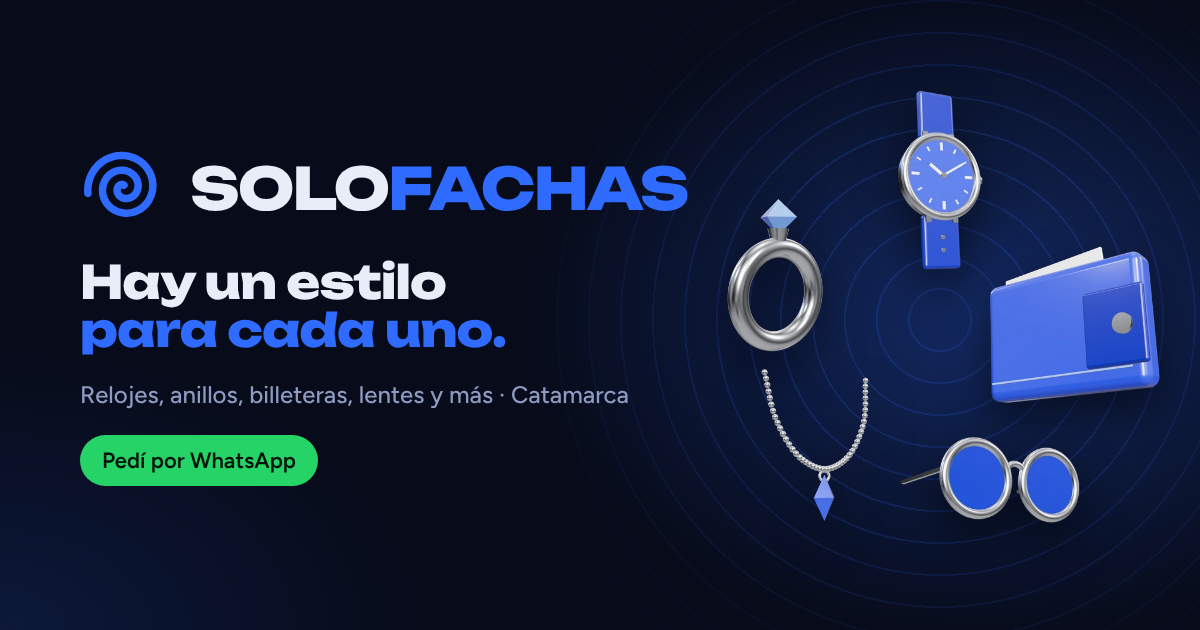 SOLOFACHAS
Hay un estilo
para cada uno.
Relojes, anillos, billeteras, lentes y más · Catamarca
Pedí por WhatsApp